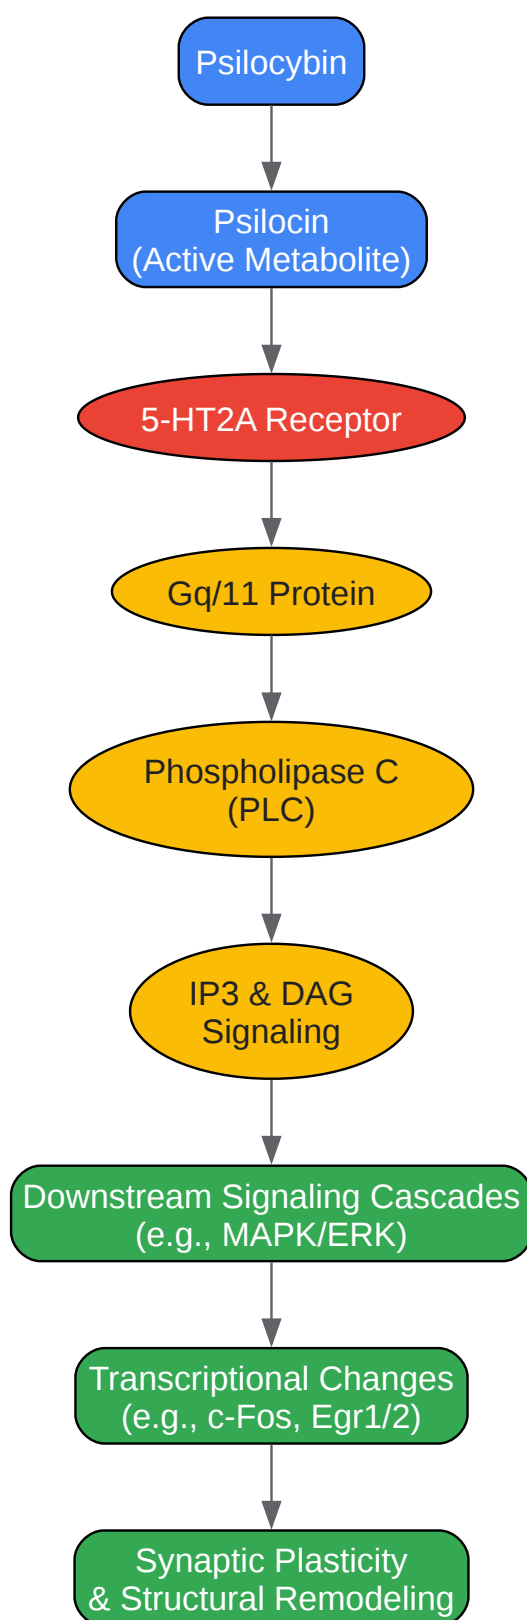 Psilocybin
Psilocin
(Active Metabolite)
5-HT2A Receptor
Gq/11 Protein
Phospholipase C
(PLC)
IP3 & DAG
Signaling
Downstream Signaling Cascades
(e.g., MAPK/ERK)
Transcriptional Changes
(e.g., c-Fos, Egr1/2)
Synaptic Plasticity
& Structural Remodeling